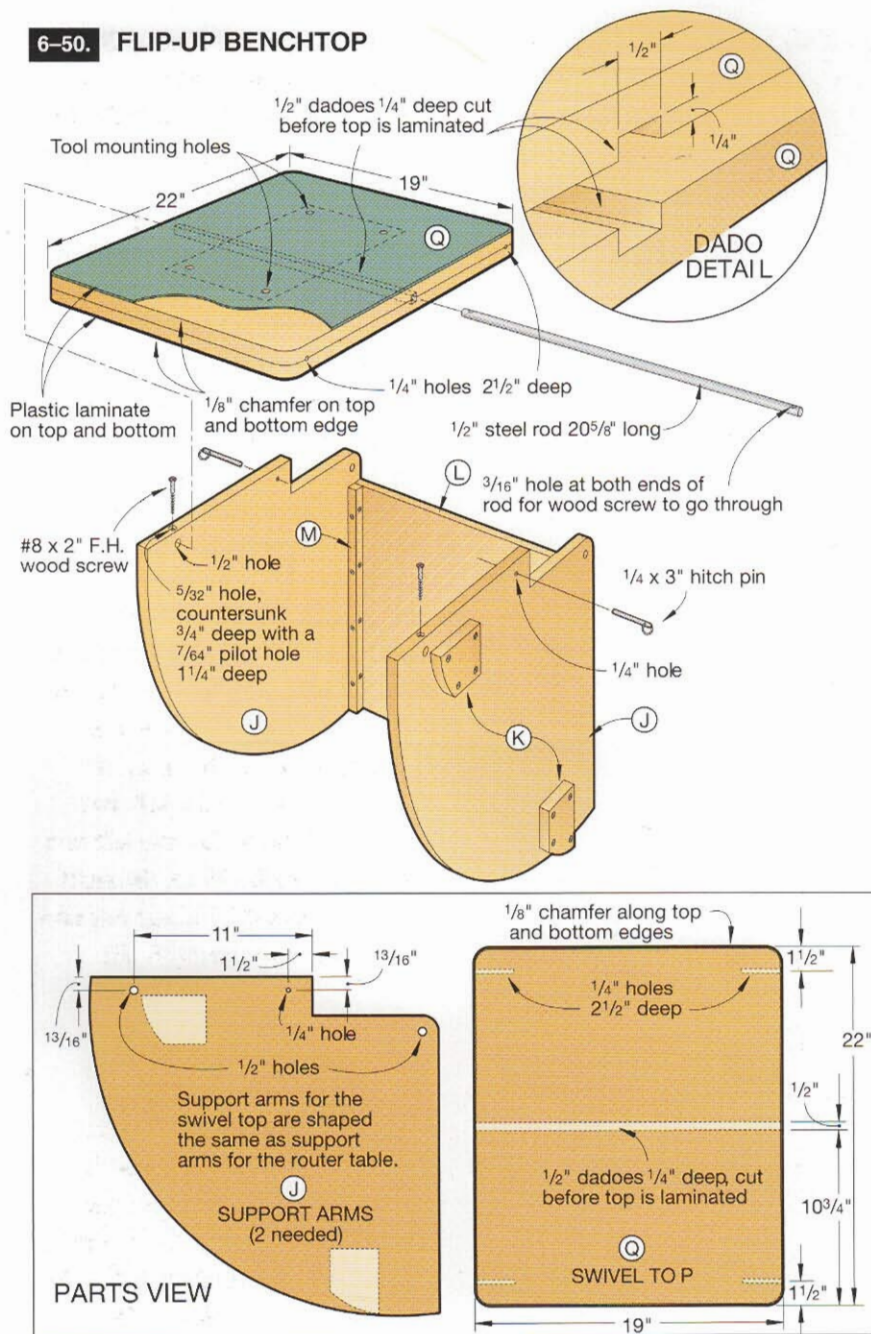 6–50. FLIP-UP BENCHTOP
1/2" dadoes 1/4" deep cut
before top is laminated
Tool mounting holes
22"
19"
Q
1/2"
Q
1/4"
Q
DADO
DETAIL
Plastic laminate
on top and bottom
1/8" chamfer on top
and bottom edge
1/4" holes 2 1/2" deep
1/2" steel rod 20 5/8" long
3/16" hole at both ends of
rod for wood screw to go through
L
M
#8 x 2" F.H.
wood screw
1/2" hole
5/32" hole,
countersunk
3/4" deep with a
7/64" pilot hole
1 1/4" deep
1/4 x 3" hitch pin
1/4" hole
J
K
J
11"
1 1/2"
13/16"
13/16"
1/4" hole
1/2" holes
Support arms for the
swivel top are shaped
the same as support
arms for the router table.
J
SUPPORT ARMS
(2 needed)
PARTS VIEW
1/8" chamfer along top
and bottom edges
1 1/2"
1/4" holes
2 1/2" deep
22"
1/2"
1/2" dadoes 1/4" deep, cut
before top is laminated
10 3/4"
Q
SWIVEL TO P
1 1/2"
19"